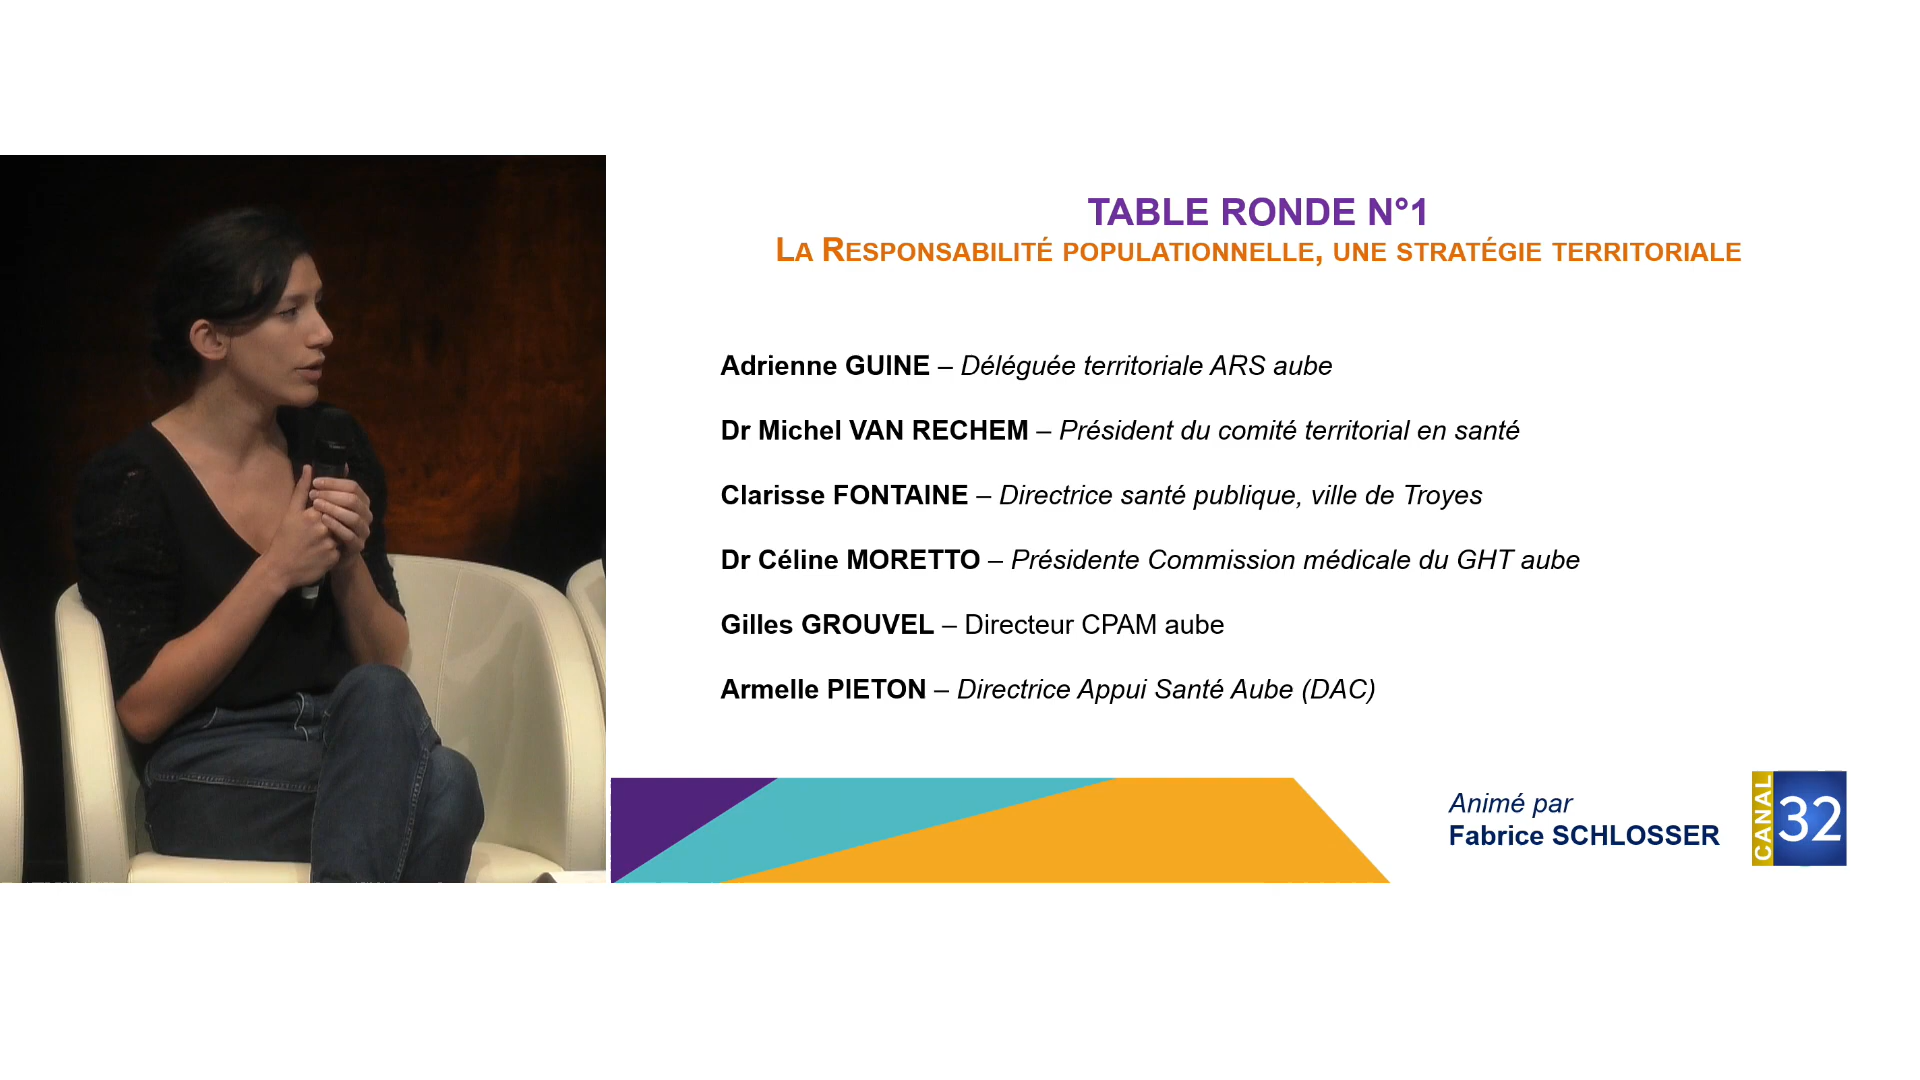 TABLE RONDE N°1
LA RESPONSABILITÉ POPULATIONNELLE, UNE STRATÉGIE TERRITORIALE
Adrienne GUINE – Déléguée territoriale ARS aube
Dr Michel VAN RECHEM – Président du comité territorial en santé
Clarisse FONTAINE – Directrice santé publique, ville de Troyes
Dr Céline MORETTO – Présidente Commission médicale du GHT aube
Gilles GROUVEL – Directeur CPAM aube
Armelle PIETON – Directrice Appui Santé Aube (DAC)
Animé par
Fabrice SCHLOSSER
CANAL
32